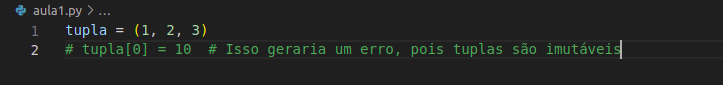 aula1.py > ...
1 tupla = (1, 2, 3)
2 # tupla[0] = 10  # Isso geraria um erro, pois tuplas são imutáveis